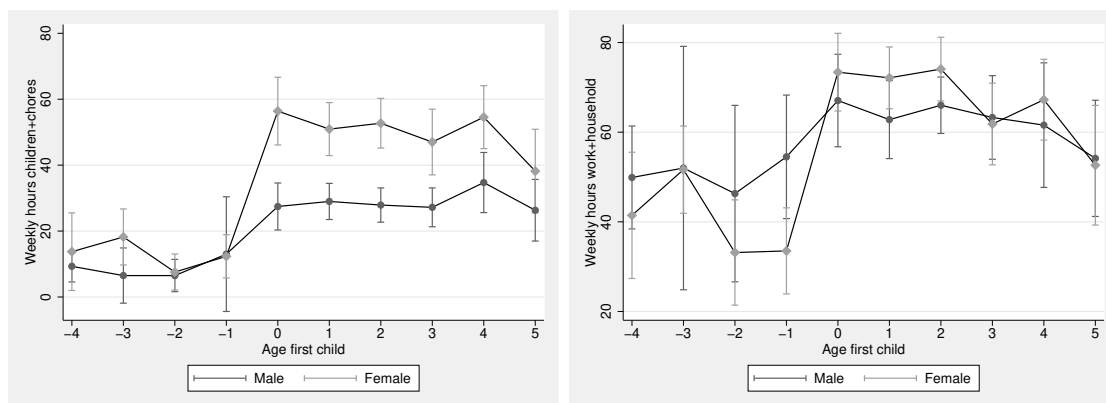 Weekly hours children+chores
80
60
40
20
0
−4 −3 −2 −1 0 1 2 3 4 5
Age first child
Male Female
Weekly hours work+household
80
60
40
20
−4 −3 −2 −1 0 1 2 3 4 5
Age first child
Male Female